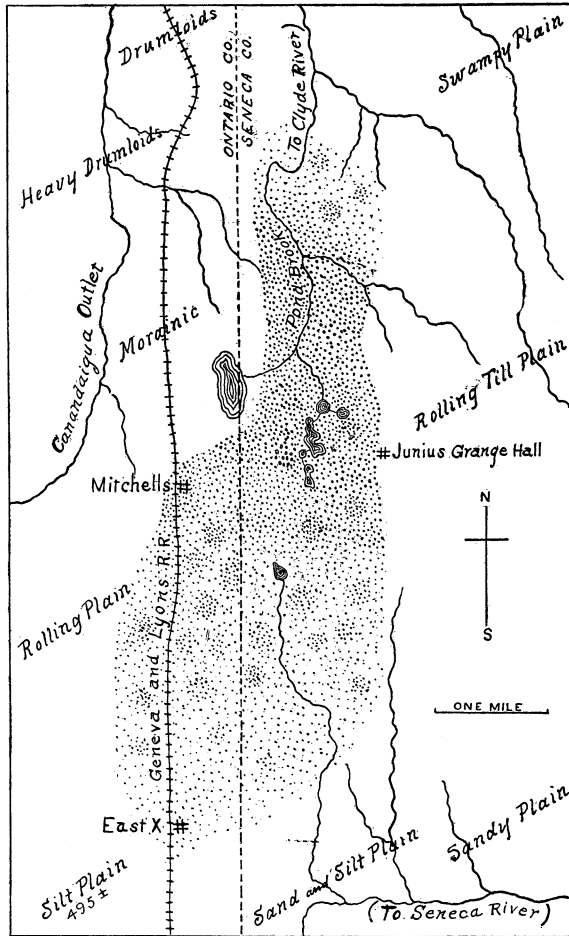 Drumloids
ONTARIO CO.
SENECA CO.
To Clyde River
Swampy Plain
Heavy Drumloids
Pond Brook
Canandaigua Outlet
Morainic
Rolling Till Plain
Junius Grange Hall
Mitchells
N
S
Rolling Plain
Geneva and Lyons R.R.
ONE MILE
East X
Silt Plain
495 ±
Sand and Silt Plain
Sandy Plain
(To Seneca River)